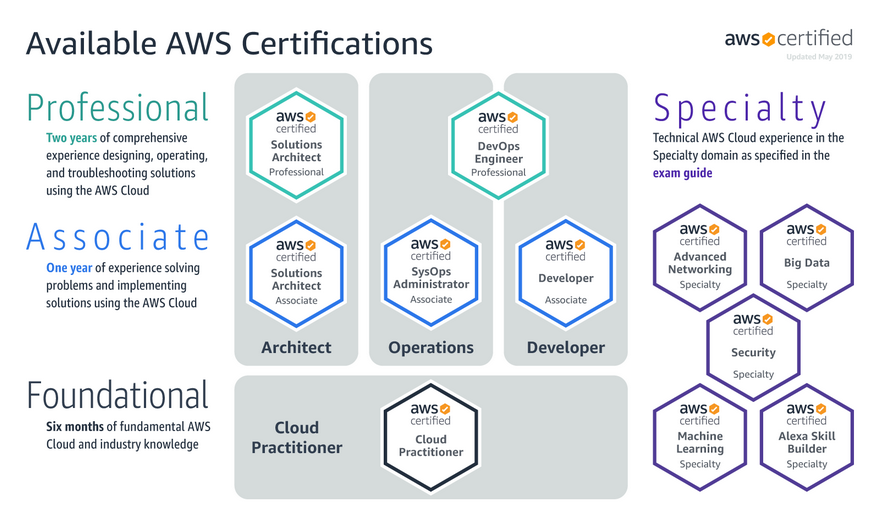 Available AWS Certifications
aws certified
Updated May 2019
Professional
Two years of comprehensive
experience designing, operating,
and troubleshooting solutions
using the AWS Cloud
Associate
One year of experience solving
problems and implementing
solutions using the AWS Cloud
Foundational
Six months of fundamental AWS
Cloud and industry knowledge
aws
certified
Solutions
Architect
Professional
aws
certified
DevOps
Engineer
Professional
aws
certified
Solutions
Architect
Associate
aws
certified
SysOps
Administrator
Associate
aws
certified
Developer
Associate
Architect
Operations
Developer
Cloud
Practitioner
aws
certified
Cloud
Practitioner
Specialty
Technical AWS Cloud experience in the
Specialty domain as specified in the
exam guide
aws
certified
Advanced
Networking
Specialty
aws
certified
Big Data
Specialty
aws
certified
Security
Specialty
aws
certified
Machine
Learning
Specialty
aws
certified
Alexa Skill
Builder
Specialty